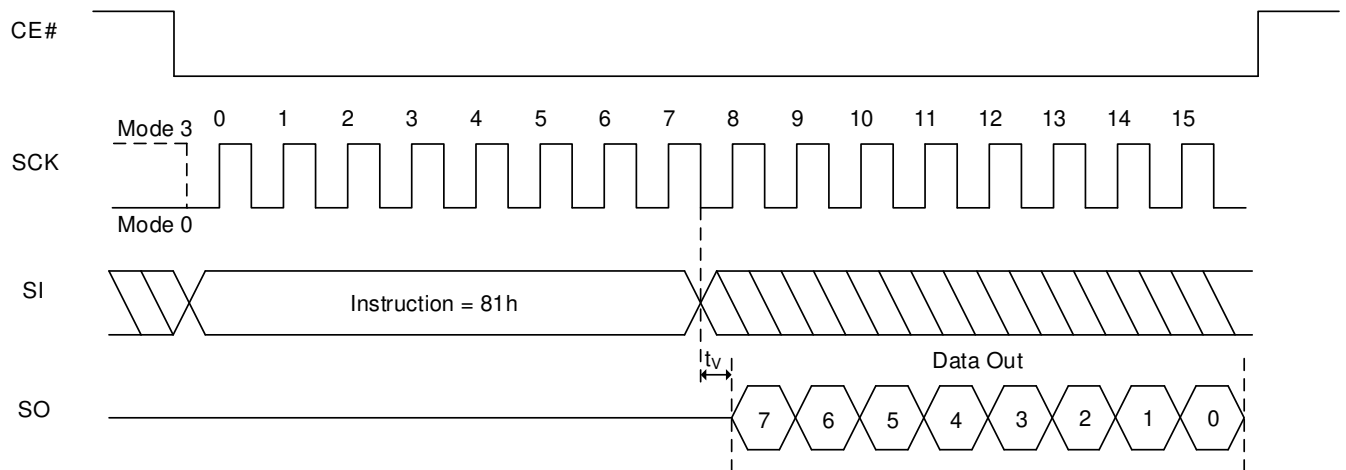 CE#
Mode 3
0 1 2 3 4 5 6 7 8 9 10 11 12 13 14 15
SCK
Mode 0
SI
Instruction = 81h
tV
Data Out
SO
7 6 5 4 3 2 1 0